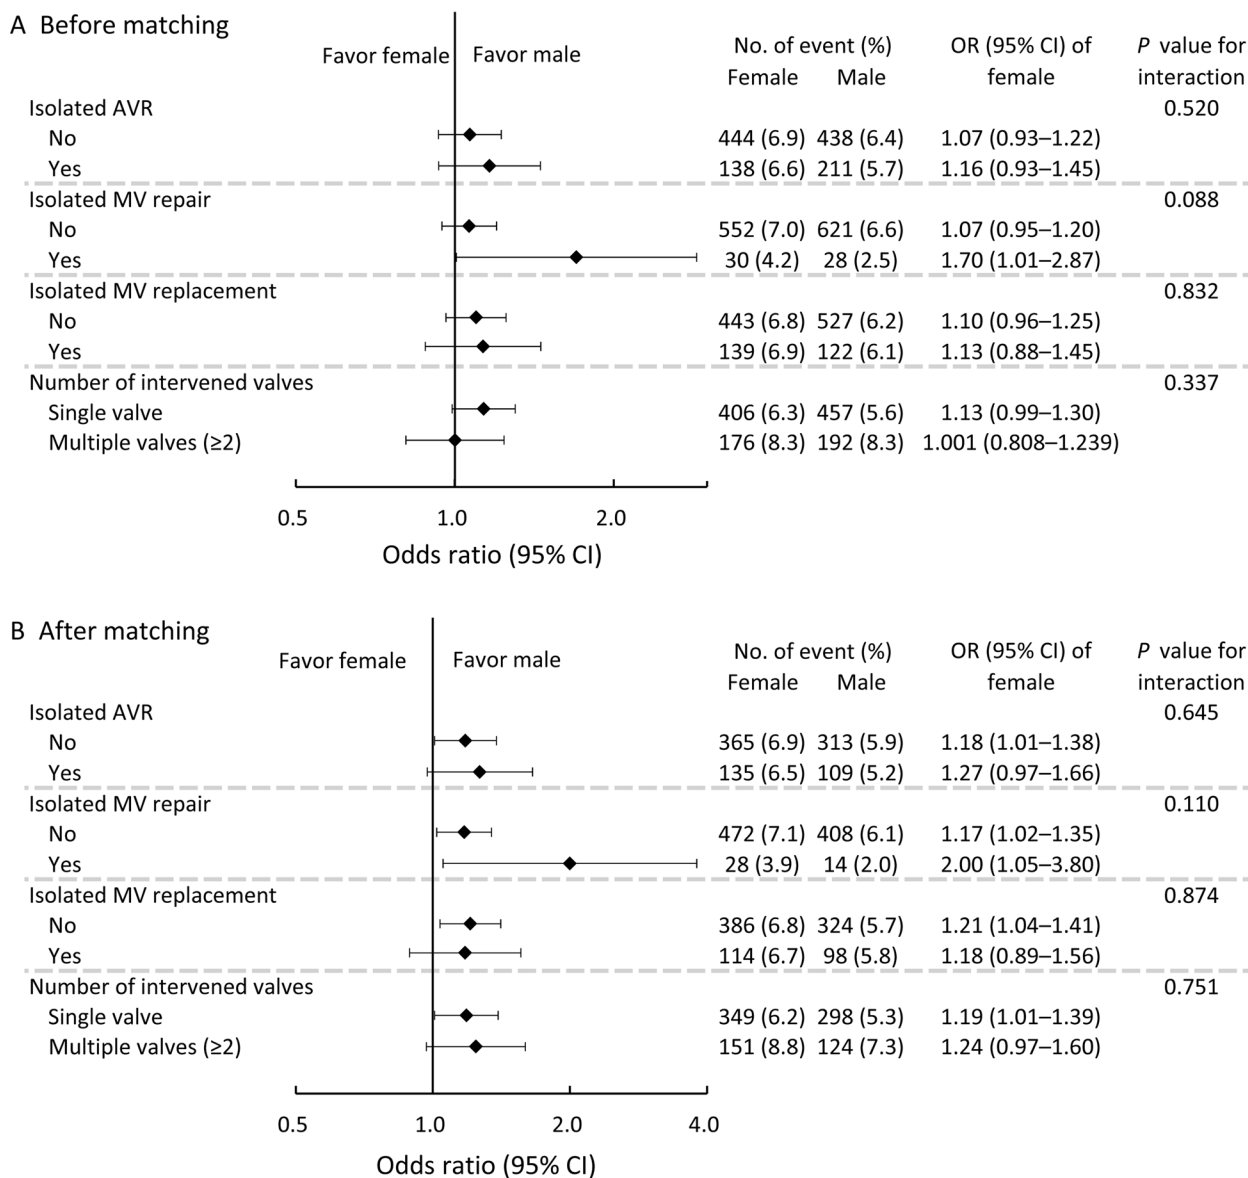 A Before matching
Favor female Favor male No. of event (%) OR (95% CI) of P value for
Female Male female interaction
Isolated AVR 0.520
No 444 (6.9) 438 (6.4) 1.07 (0.93–1.22)
Yes 138 (6.6) 211 (5.7) 1.16 (0.93–1.45)
Isolated MV repair 0.088
No 552 (7.0) 621 (6.6) 1.07 (0.95–1.20)
Yes 30 (4.2) 28 (2.5) 1.70 (1.01–2.87)
Isolated MV replacement 0.832
No 443 (6.8) 527 (6.2) 1.10 (0.96–1.25)
Yes 139 (6.9) 122 (6.1) 1.13 (0.88–1.45)
Number of intervened valves 0.337
Single valve 406 (6.3) 457 (5.6) 1.13 (0.99–1.30)
Multiple valves (≥2) 176 (8.3) 192 (8.3) 1.001 (0.808–1.239)
0.5 1.0 2.0
Odds ratio (95% CI)
B After matching
Favor female Favor male No. of event (%) OR (95% CI) of P value for
Female Male female interaction
Isolated AVR 0.645
No 365 (6.9) 313 (5.9) 1.18 (1.01–1.38)
Yes 135 (6.5) 109 (5.2) 1.27 (0.97–1.66)
Isolated MV repair 0.110
No 472 (7.1) 408 (6.1) 1.17 (1.02–1.35)
Yes 28 (3.9) 14 (2.0) 2.00 (1.05–3.80)
Isolated MV replacement 0.874
No 386 (6.8) 324 (5.7) 1.21 (1.04–1.41)
Yes 114 (6.7) 98 (5.8) 1.18 (0.89–1.56)
Number of intervened valves 0.751
Single valve 349 (6.2) 298 (5.3) 1.19 (1.01–1.39)
Multiple valves (≥2) 151 (8.8) 124 (7.3) 1.24 (0.97–1.60)
0.5 1.0 2.0 4.0
Odds ratio (95% CI)